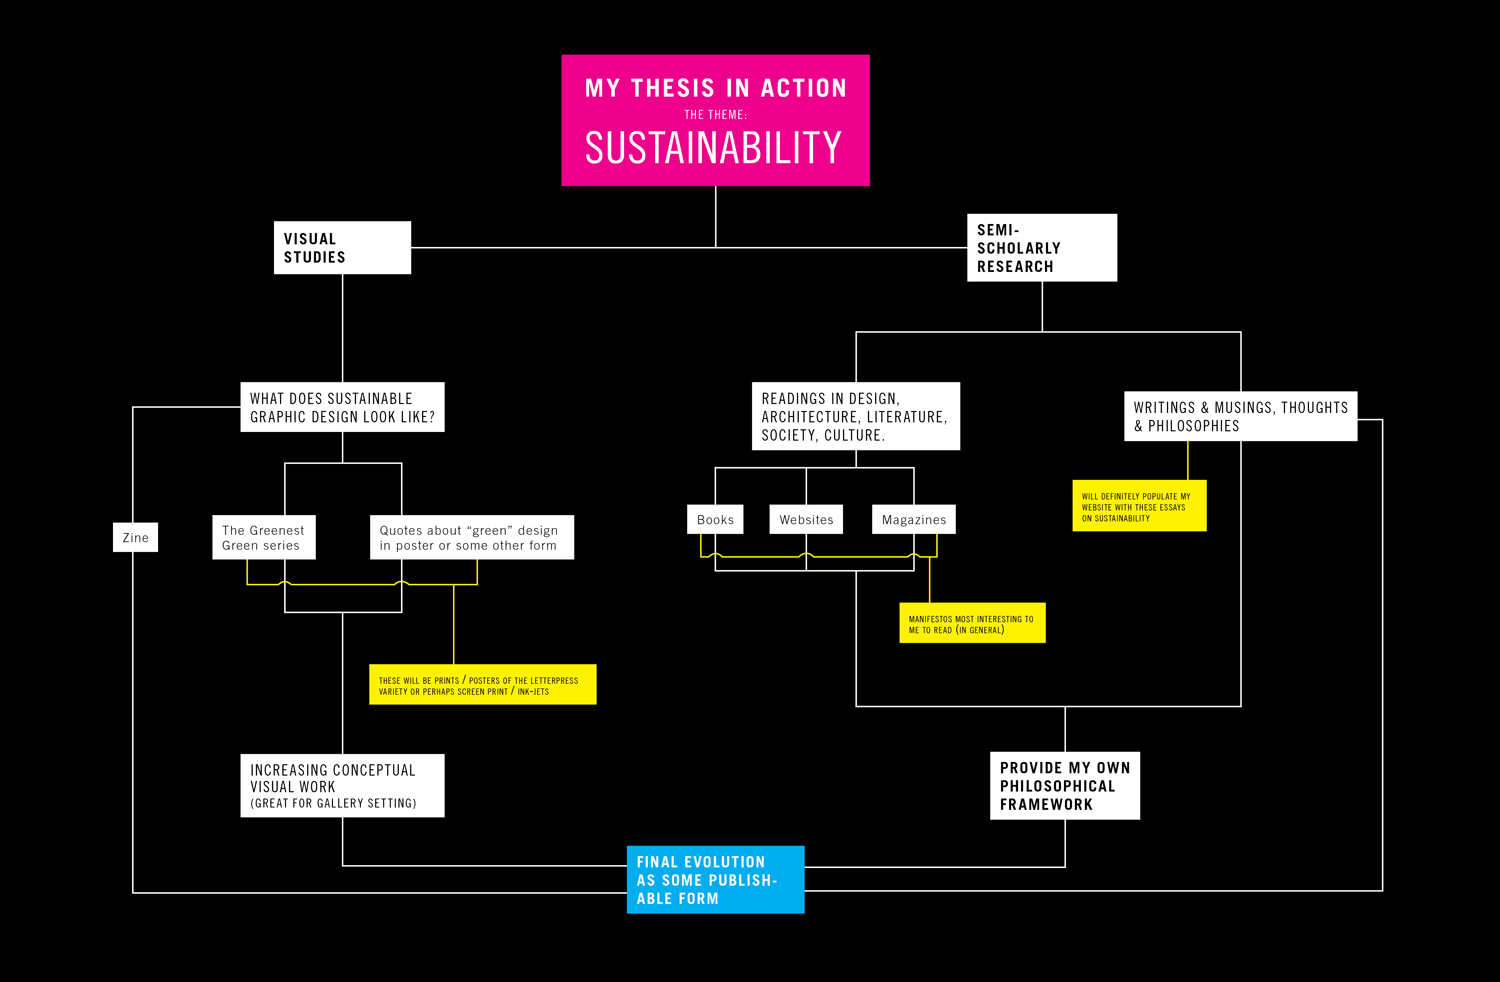 MY THESIS IN ACTION
THE THEME:
SUSTAINABILITY
VISUAL
STUDIES
SEMI-
SCHOLARLY
RESEARCH
WHAT DOES SUSTAINABLE
GRAPHIC DESIGN LOOK LIKE?
READINGS IN DESIGN,
ARCHITECTURE, LITERATURE,
SOCIETY, CULTURE.
WRITINGS & MUSINGS, THOUGHTS
& PHILOSOPHIES
WILL DEFINITELY POPULATE MY
WEBSITE WITH THESE ESSAYS
ON SUSTAINABILITY
Zine
The Greenest
Green series
Quotes about “green” design
in poster or some other form
Books
Websites
Magazines
MANIFESTOS MOST INTERESTING TO
ME TO READ (IN GENERAL)
THESE WILL BE PRINTS / POSTERS OF THE LETTERPRESS
VARIETY OR PERHAPS SCREEN PRINT / INK-JETS
INCREASING CONCEPTUAL
VISUAL WORK
(GREAT FOR GALLERY SETTING)
PROVIDE MY OWN
PHILOSOPHICAL
FRAMEWORK
FINAL EVOLUTION
AS SOME PUBLISH-
ABLE FORM